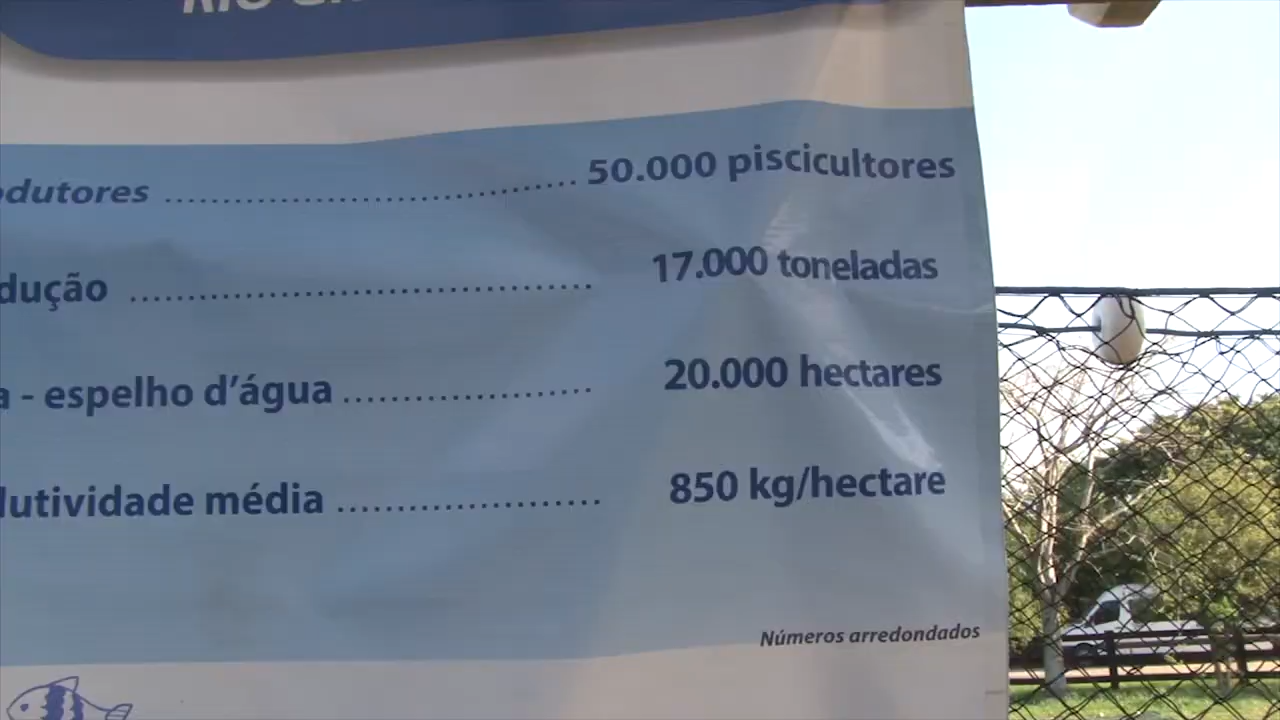 RIO
odutores ........................................ 50.000 piscicultores
dução ........................................ 17.000 toneladas
a - espelho d'água ...................... 20.000 hectares
lutividade média ....................... 850 kg/hectare
Números arredondados